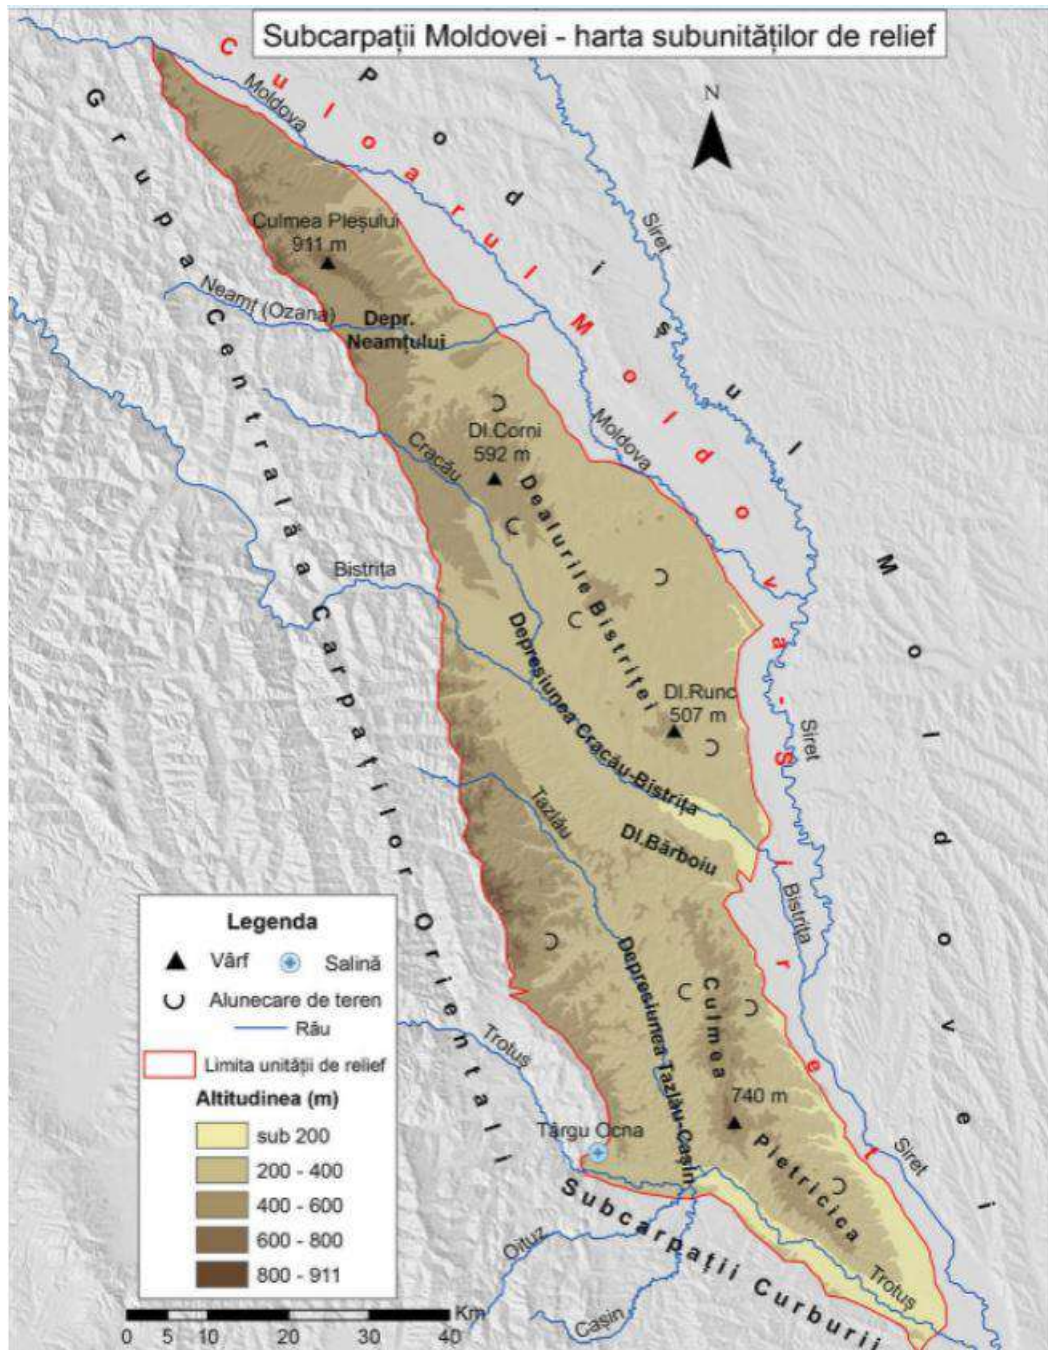 Subcarpații Moldovei - harta subunităților de relief
N
Culoarul Moldova-Siret
Podișul Moldovei
Grupa Centrală a Carpaților Orientali
Moldova
Siret
Culmea Pleșului
911 m
Neamț (Ozana)
Depr.
Neamțului
Dl.Corni
592 m
Cracău
Moldova
Dealurile Bistriței
Bistrița
Depresiunea Cracău-Bistrița
Dl.Runc
507 m
Siret
Tazlău
Dl.Bărboiu
Bistrița
Depresiunea Tazlău-Cașin
Culmea Pietricica
740 m
Trotuș
Târgu Ocna
Siret
Subcarpații Curburii
Oituz
Cașin
Trotuș
Legenda
Vârf
Salină
Alunecare de teren
Râu
Limita unității de relief
Altitudinea (m)
sub 200
200 - 400
400 - 600
600 - 800
800 - 911
Km
0 5 10 20 30 40